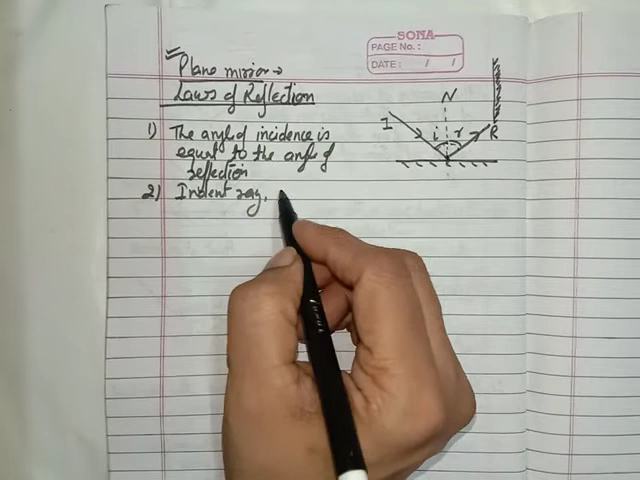 SONA
PAGE No.:
DATE: / /
Plane mirror →
Laws of Reflection
N
I
i r
R
1) The angle of incidence is
equal to the angle of
reflection
2) Inident ray,